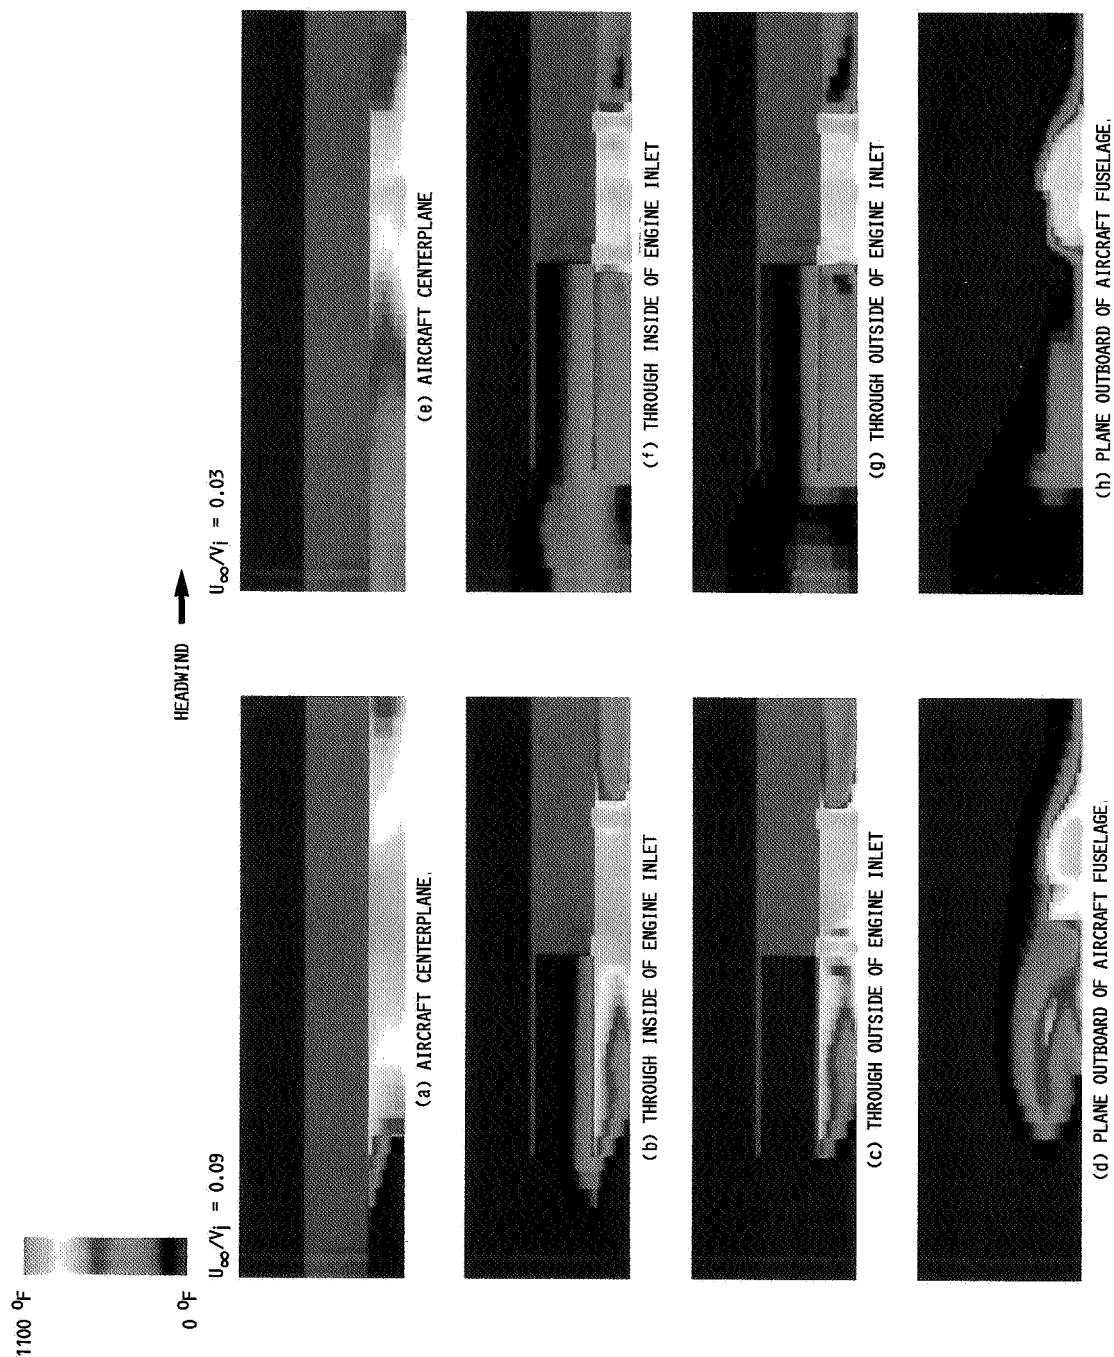 1100 ºF
0 ºF
HEADWIND
U∞/Vj = 0.09
(a) AIRCRAFT CENTERPLANE.
(b) THROUGH INSIDE OF ENGINE INLET
(c) THROUGH OUTSIDE OF ENGINE INLET
(d) PLANE OUTBOARD OF AIRCRAFT FUSELAGE.
U∞/Vj = 0.03
(e) AIRCRAFT CENTERPLANE
(f) THROUGH INSIDE OF ENGINE INLET
(g) THROUGH OUTSIDE OF ENGINE INLET
(h) PLANE OUTBOARD OF AIRCRAFT FUSELAGE.